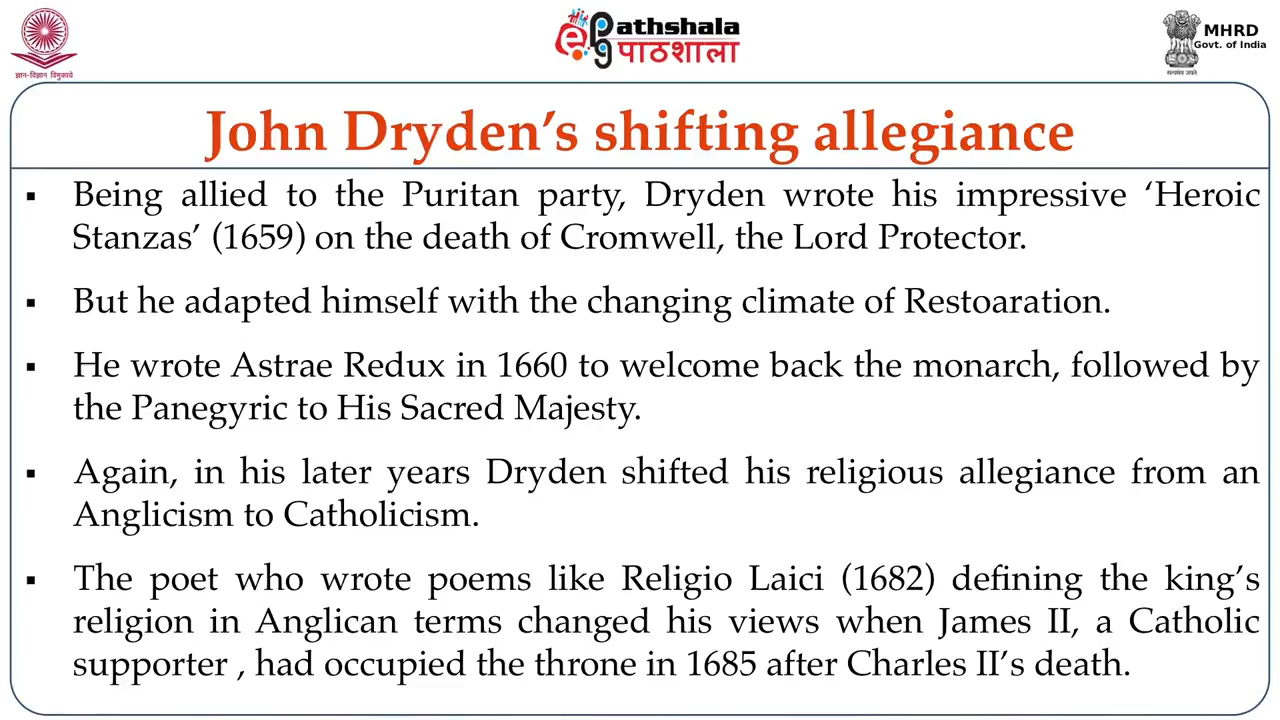 ज्ञान-विज्ञान विमुक्तये
ePG Pathshala
पाठशाला
MHRD
Govt. of India
सत्यमेव जयते
John Dryden’s shifting allegiance
▪ Being allied to the Puritan party, Dryden wrote his impressive ‘Heroic
Stanzas’ (1659) on the death of Cromwell, the Lord Protector.
▪ But he adapted himself with the changing climate of Restoaration.
▪ He wrote Astrae Redux in 1660 to welcome back the monarch, followed by
the Panegyric to His Sacred Majesty.
▪ Again, in his later years Dryden shifted his religious allegiance from an
Anglicism to Catholicism.
▪ The poet who wrote poems like Religio Laici (1682) defining the king’s
religion in Anglican terms changed his views when James II, a Catholic
supporter , had occupied the throne in 1685 after Charles II’s death.